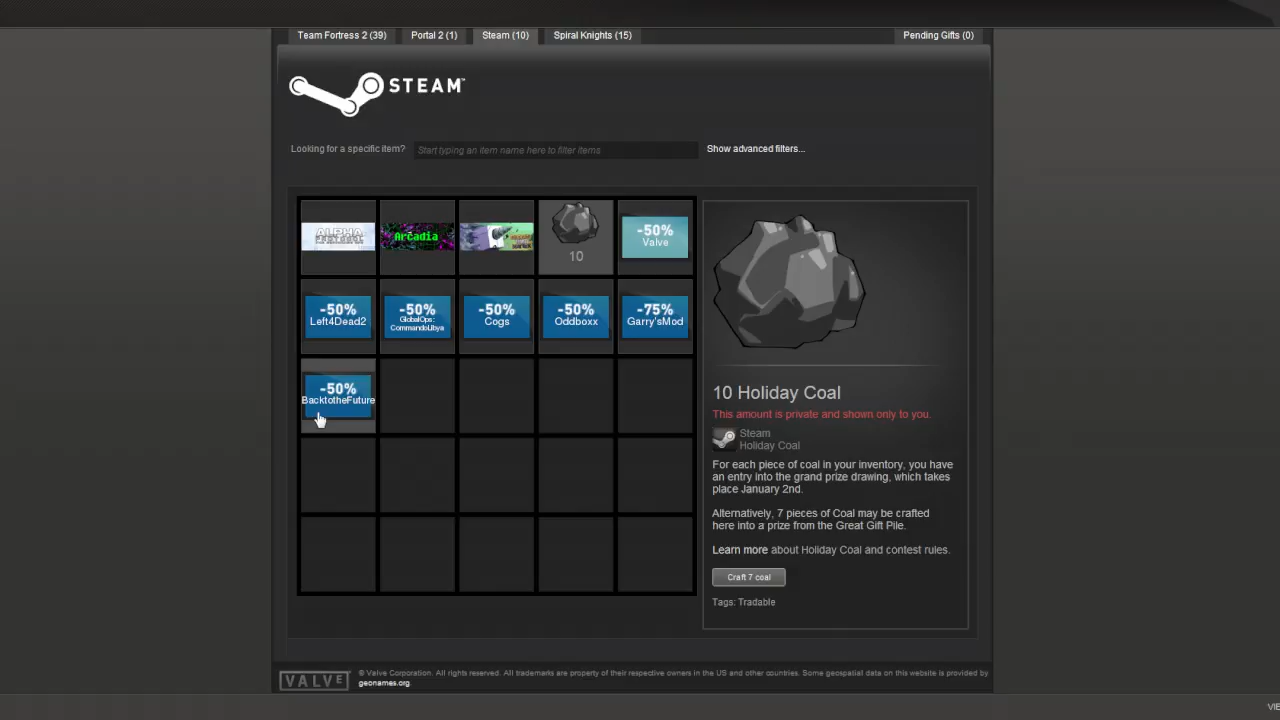 Team Fortress 2 (39)
Portal 2 (1)
Steam (10)
Spiral Knights (15)
Pending Gifts (0)
STEAM™
Looking for a specific item?
Start typing an item name here to filter items
Show advanced filters...
ALPHA
PROTOCOL
Arcadia
10
-50%
Valve
-50%
Left4Dead2
-50%
GlobalOps:
CommandoLibya
-50%
Cogs
-50%
Oddboxx
-75%
Garry'sMod
-50%
BacktotheFuture
10 Holiday Coal
This amount is private and shown only to you.
Steam
Holiday Coal
For each piece of coal in your inventory, you have
an entry into the grand prize drawing, which takes
place January 2nd.
Alternatively, 7 pieces of Coal may be crafted
here into a prize from the Great Gift Pile.
Learn more about Holiday Coal and contest rules.
Craft 7 coal
Tags: Tradable
VALVE
© Valve Corporation. All rights reserved. All trademarks are property of their respective owners in the US and other countries. Some geospatial data on this website is provided by
geonames.org.
VIE